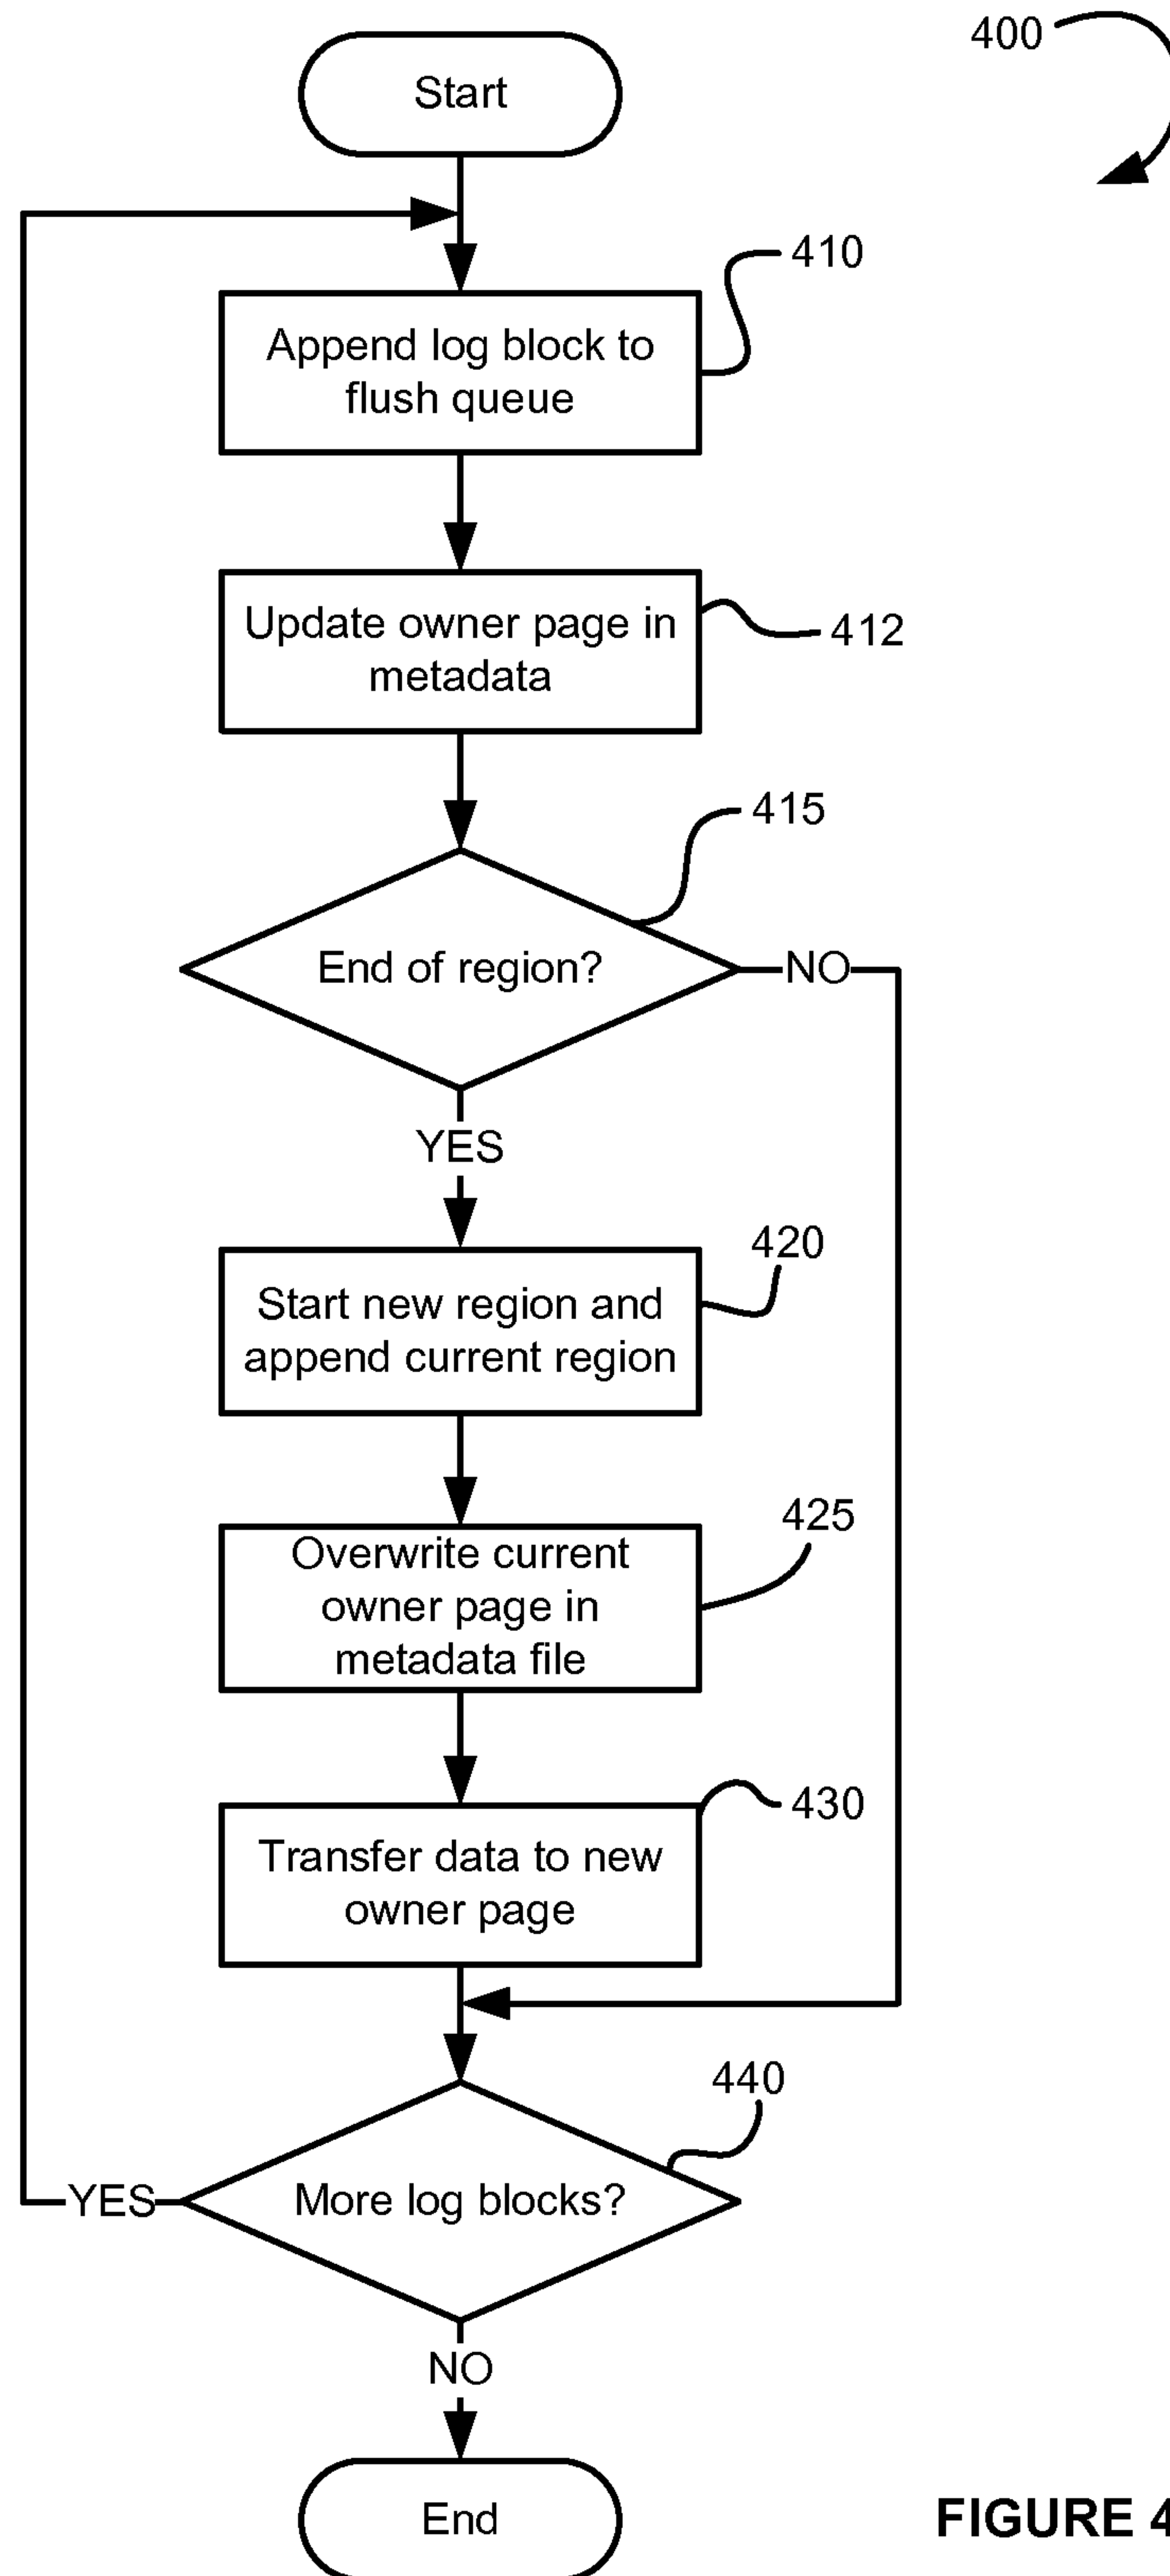 400
Start
410
Append log block to
flush queue
Update owner page in
metadata
412
415
End of region?
NO
YES
420
Start new region and
append current region
425
Overwrite current
owner page in
metadata file
430
Transfer data to new
owner page
440
More log blocks?
YES
NO
End
FIGURE 4